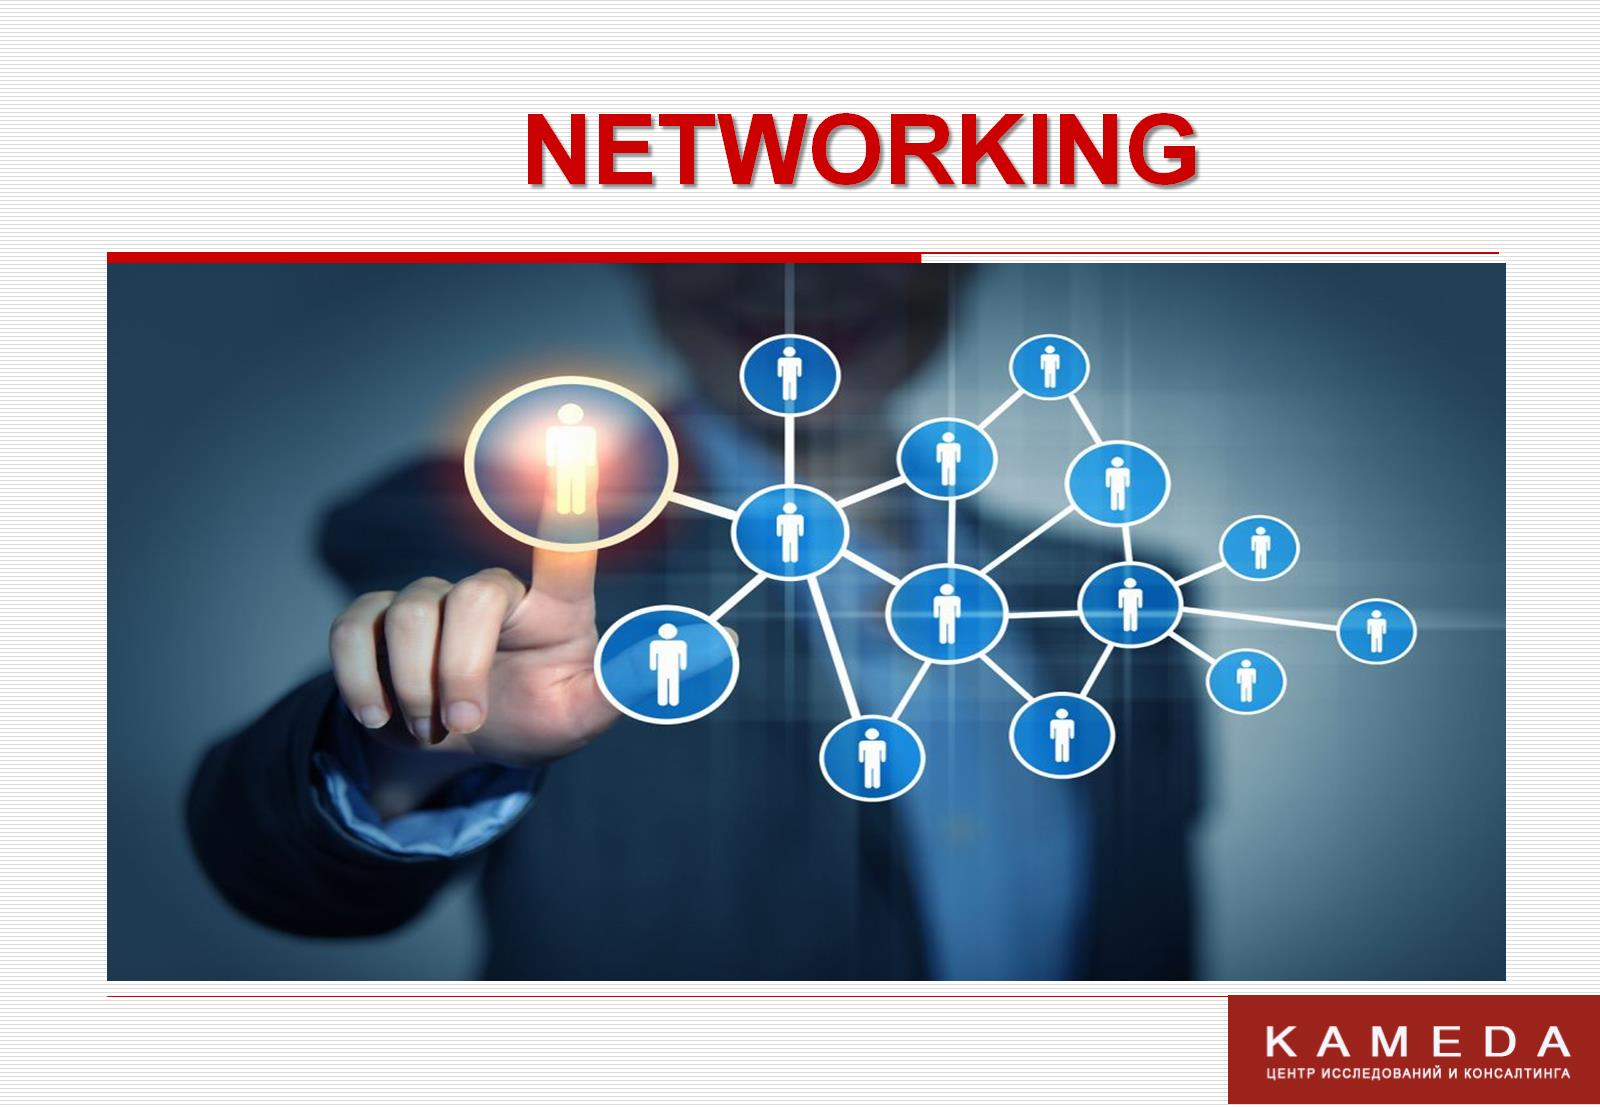 NETWORKING
KAMEDA
ЦЕНТР ИССЛЕДОВАНИЙ И КОНСАЛТИНГА